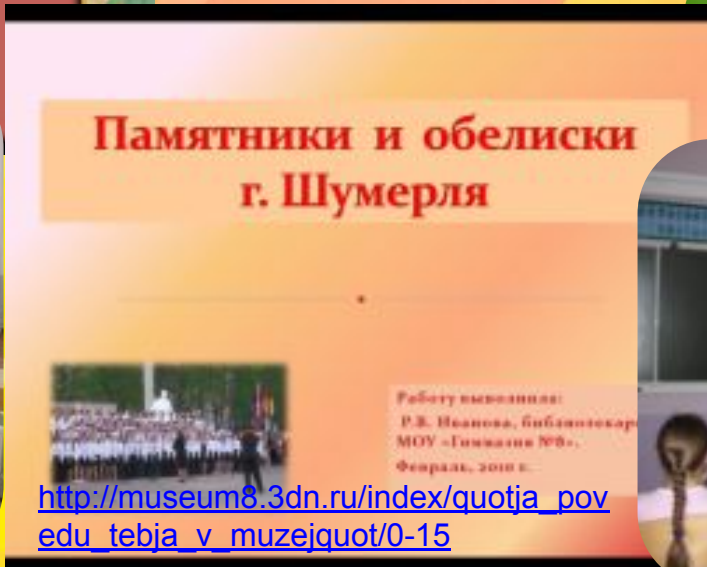 Памятники и обелиски
г. Шумерля
Работу выполнила:
Р.В. Иванова, библиотекарь
МОУ «Гимназия №8».
Февраль, 2010 г.
http://museum8.3dn.ru/index/quotja_pov
edu_tebja_v_muzejquot/0-15